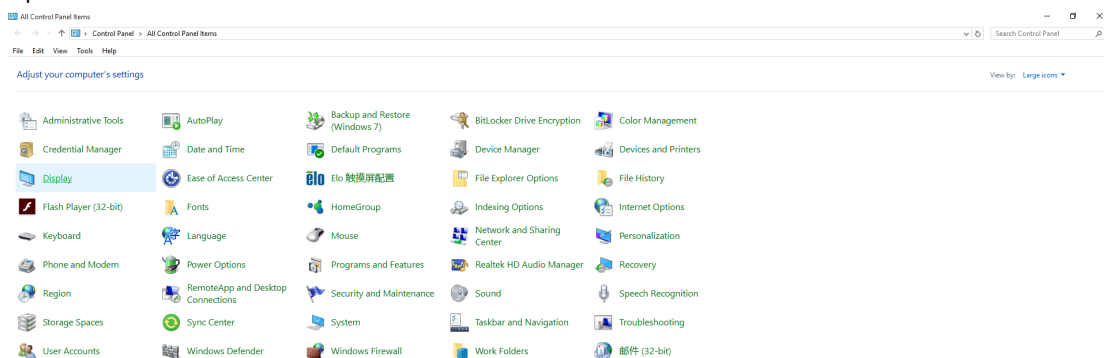 All Control Panel Items
Control Panel › All Control Panel Items
Search Control Panel
File Edit View Tools Help
Adjust your computer's settings
View by: Large icons
Administrative Tools
AutoPlay
Backup and Restore
(Windows 7)
BitLocker Drive Encryption
Color Management
Credential Manager
Date and Time
Default Programs
Device Manager
Devices and Printers
Display
Ease of Access Center
elo
Elo 触摸屏配置
File Explorer Options
File History
Flash Player (32-bit)
Fonts
HomeGroup
Indexing Options
Internet Options
Keyboard
Language
Mouse
Network and Sharing
Center
Personalization
Phone and Modem
Power Options
Programs and Features
Realtek HD Audio Manager
Recovery
Region
RemoteApp and Desktop
Connections
Security and Maintenance
Sound
Speech Recognition
Storage Spaces
Sync Center
System
Taskbar and Navigation
Troubleshooting
User Accounts
Windows Defender
Windows Firewall
Work Folders
邮件 (32-bit)